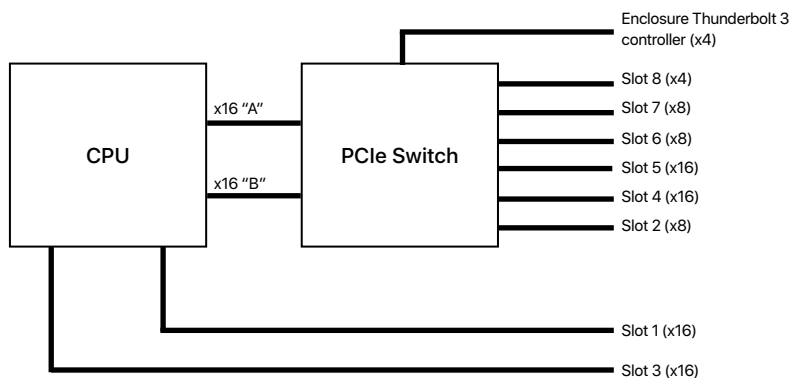 Enclosure Thunderbolt 3
controller (x4)
Slot 8 (x4)
x16 “A”
Slot 7 (x8)
CPU
PCIe Switch
Slot 6 (x8)
Slot 5 (x16)
x16 “B”
Slot 4 (x16)
Slot 2 (x8)
Slot 1 (x16)
Slot 3 (x16)